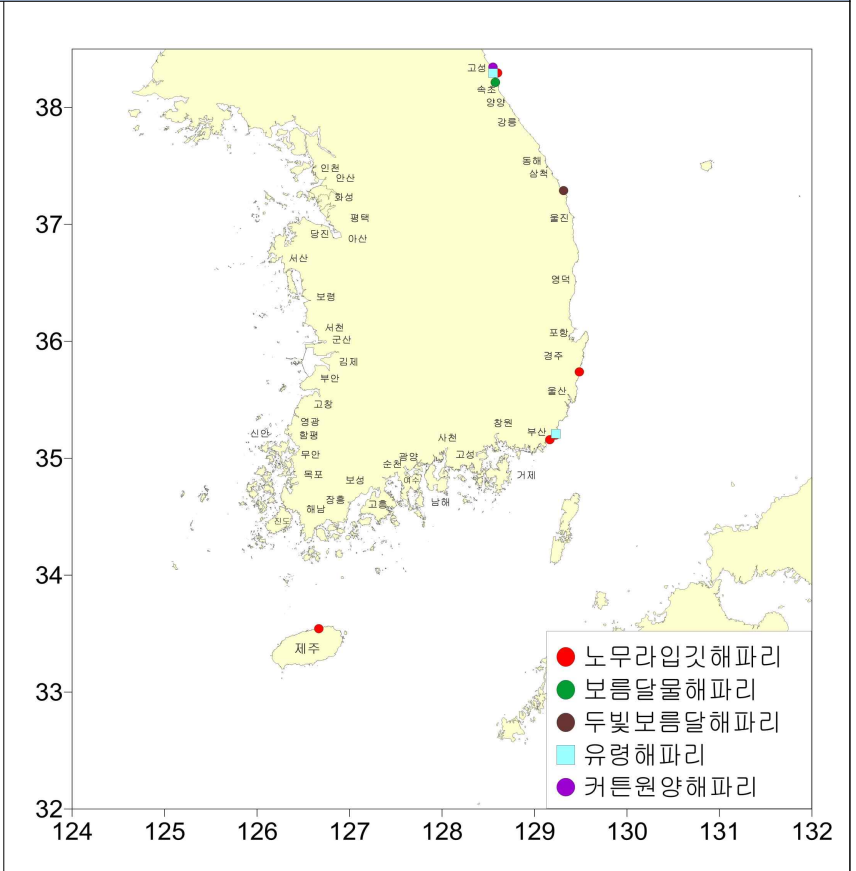 고성
38
속초
양양
강릉
동해
삼척
인천
안산
화성
37
평택
울진
당진
아산
서산
영덕
보령
서천
포항
36
군산
경주
김제
부안
울산
고창
영광
창원
신안
함평
부산
사천
35
무안
광양
고성
순천
목포
보성
여수
거제
장흥
고흥
남해
해남
진도
34
제주
33
32
노무라입깃해파리
보름달물해파리
두빛보름달해파리
유령해파리
커튼원양해파리
124 125 126 127 128 129 130 131 132